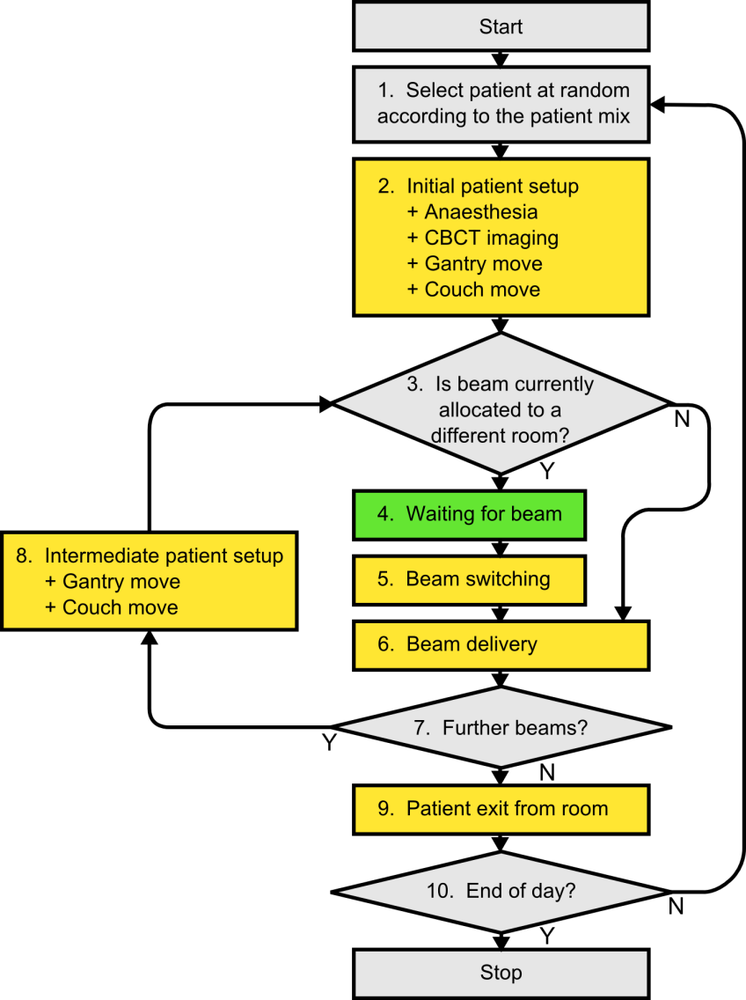 Start
1. Select patient at random
according to the patient mix
2. Initial patient setup
+ Anaesthesia
+ CBCT imaging
+ Gantry move
+ Couch move
3. Is beam currently
allocated to a
different room?
N
Y
4. Waiting for beam
5. Beam switching
8. Intermediate patient setup
+ Gantry move
+ Couch move
6. Beam delivery
7. Further beams?
Y
N
9. Patient exit from room
10. End of day?
N
Y
Stop